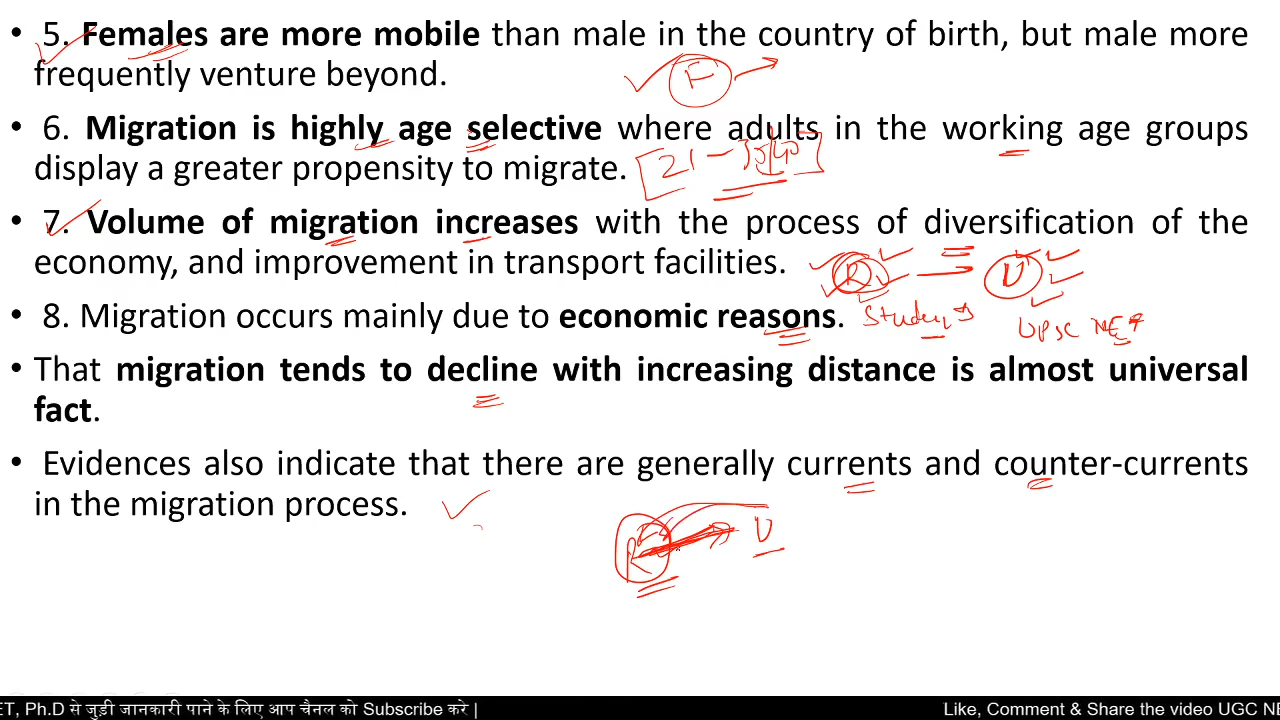 • 5. Females are more mobile than male in the country of birth, but male more
frequently venture beyond.
F
• 6. Migration is highly age selective where adults in the working age groups
display a greater propensity to migrate.
• 7. Volume of migration increases with the process of diversification of the
economy, and improvement in transport facilities.
R U
• 8. Migration occurs mainly due to economic reasons.
UPSC NET
• That migration tends to decline with increasing distance is almost universal
fact.
• Evidences also indicate that there are generally currents and counter-currents
in the migration process.
R U
ET, Ph.D से जुड़ी जानकारी पाने के लिए आप चैनल को Subscribe करे | Like, Comment & Share the video UGC NE